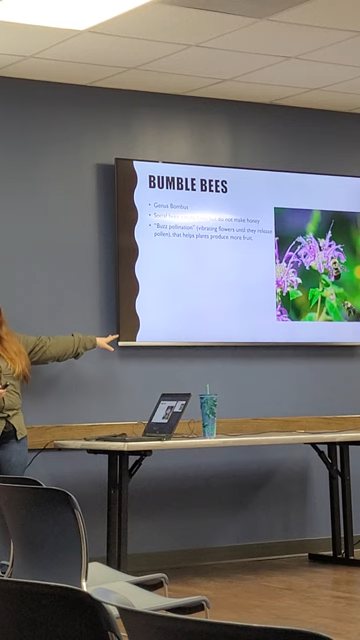 BUMBLE BEES
• Genus Bombus
• Social do not make honey
• "Buzz pollination" (vibrating flowers until they release
pollen), that helps plants produce more fruit.